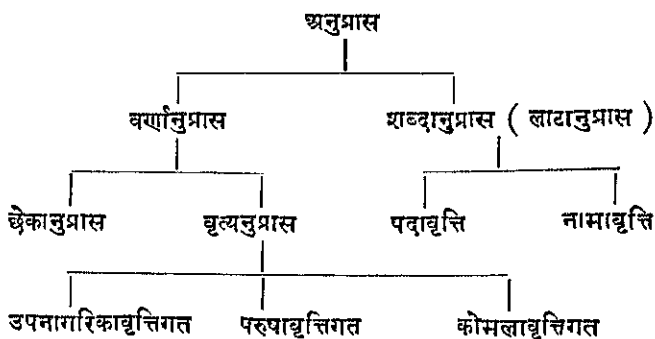 अनुप्रास
वर्णानुप्रास शब्दानुप्रास ( लाटानुप्रास )
छेकानुप्रास वृत्यनुप्रास पदावृत्ति नामावृत्ति
उपनागरिकावृत्तिगत परुषावृत्तिगत कोमलावृत्तिगत